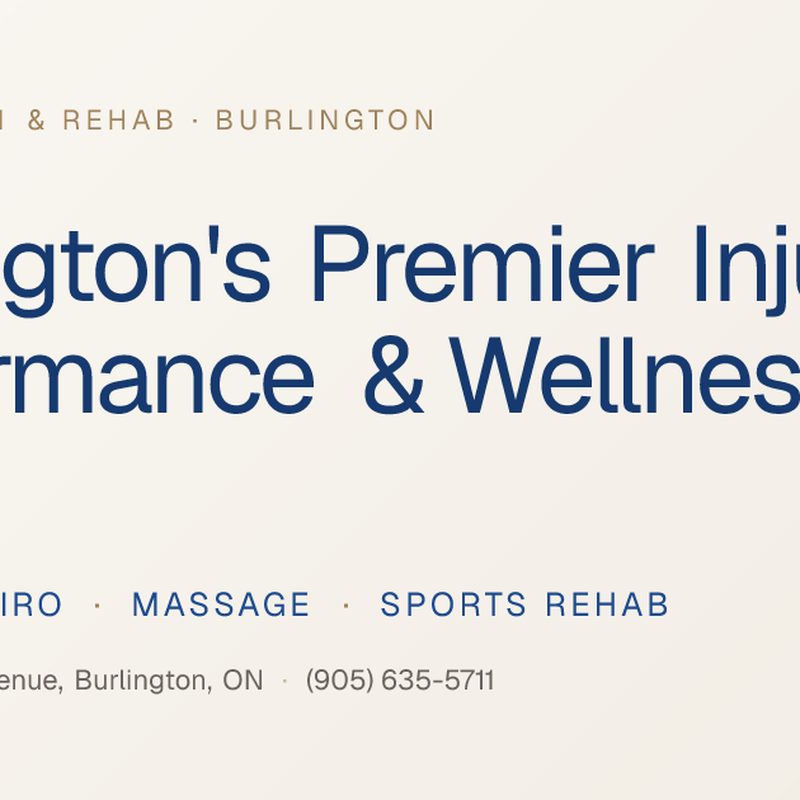 & REHAB · BURLINGTON
gton's Premier Inju
rmance & Wellnes
IRO · MASSAGE · SPORTS REHAB
enue, Burlington, ON · (905) 635-5711